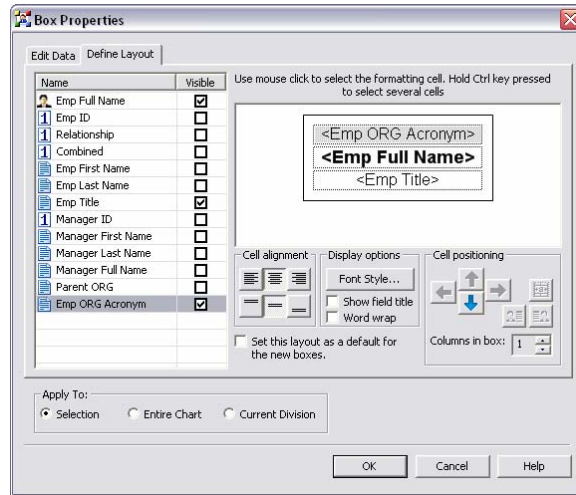 Box Properties
Edit Data
Define Layout
Name
Visible
Emp Full Name
Emp ID
Relationship
Combined
Emp First Name
Emp Last Name
Emp Title
Manager ID
Manager First Name
Manager Last Name
Manager Full Name
Parent ORG
Emp ORG Acronym
Use mouse click to select the formatting cell. Hold Ctrl key pressed
to select several cells
<Emp ORG Acronym>
<Emp Full Name>
<Emp Title>
Cell alignment
Display options
Font Style...
Show field title
Word wrap
Cell positioning
Columns in box: 1
Set this layout as a default for
the new boxes.
Apply To:
Selection
Entire Chart
Current Division
OK
Cancel
Help